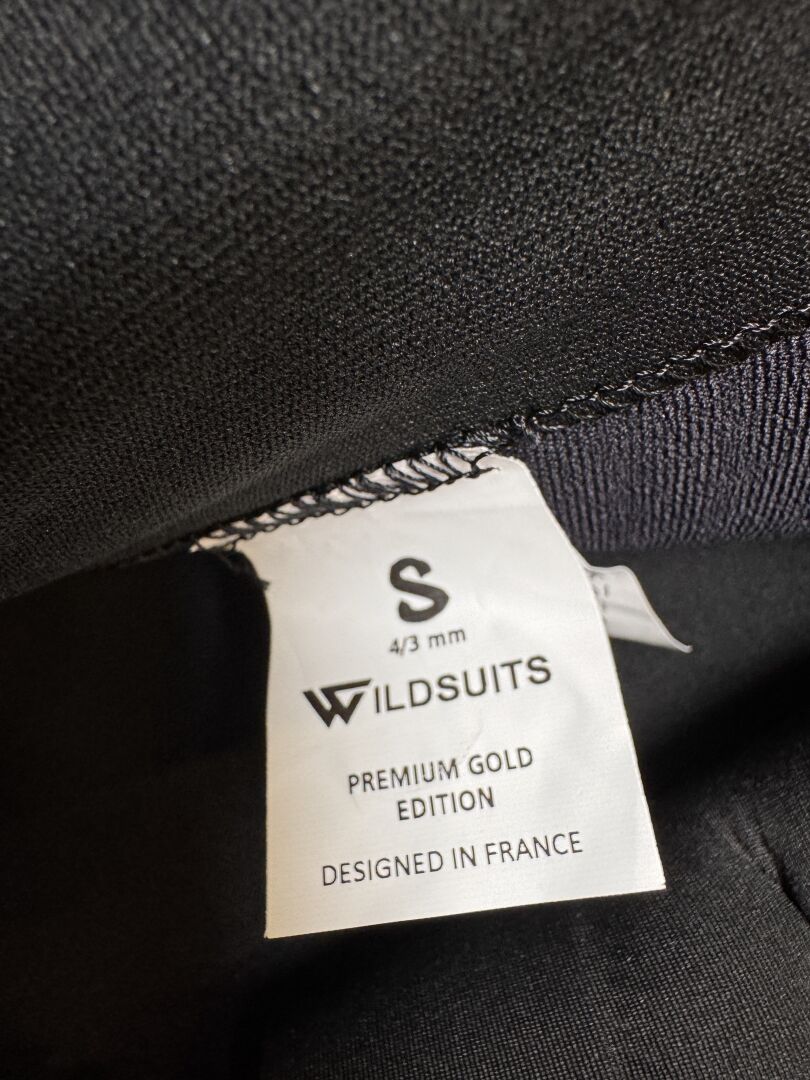 S
4/3 mm
WILDSUITS
PREMIUM GOLD
EDITION
DESIGNED IN FRANCE